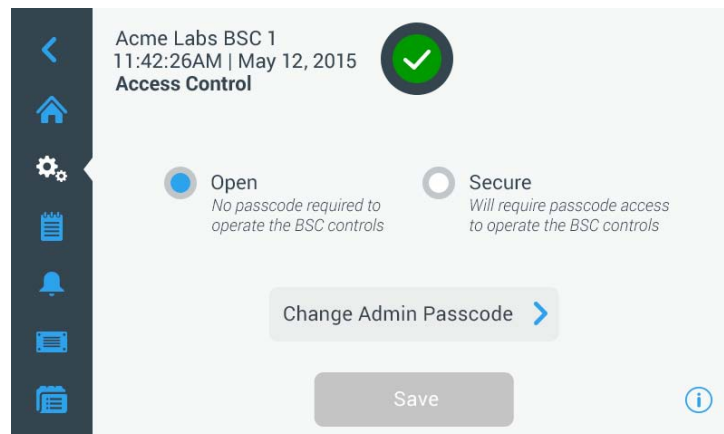 Acme Labs BSC 1
11:42:26AM | May 12, 2015
Access Control
Open
No passcode required to
operate the BSC controls
Secure
Will require passcode access
to operate the BSC controls
Change Admin Passcode
Save
i